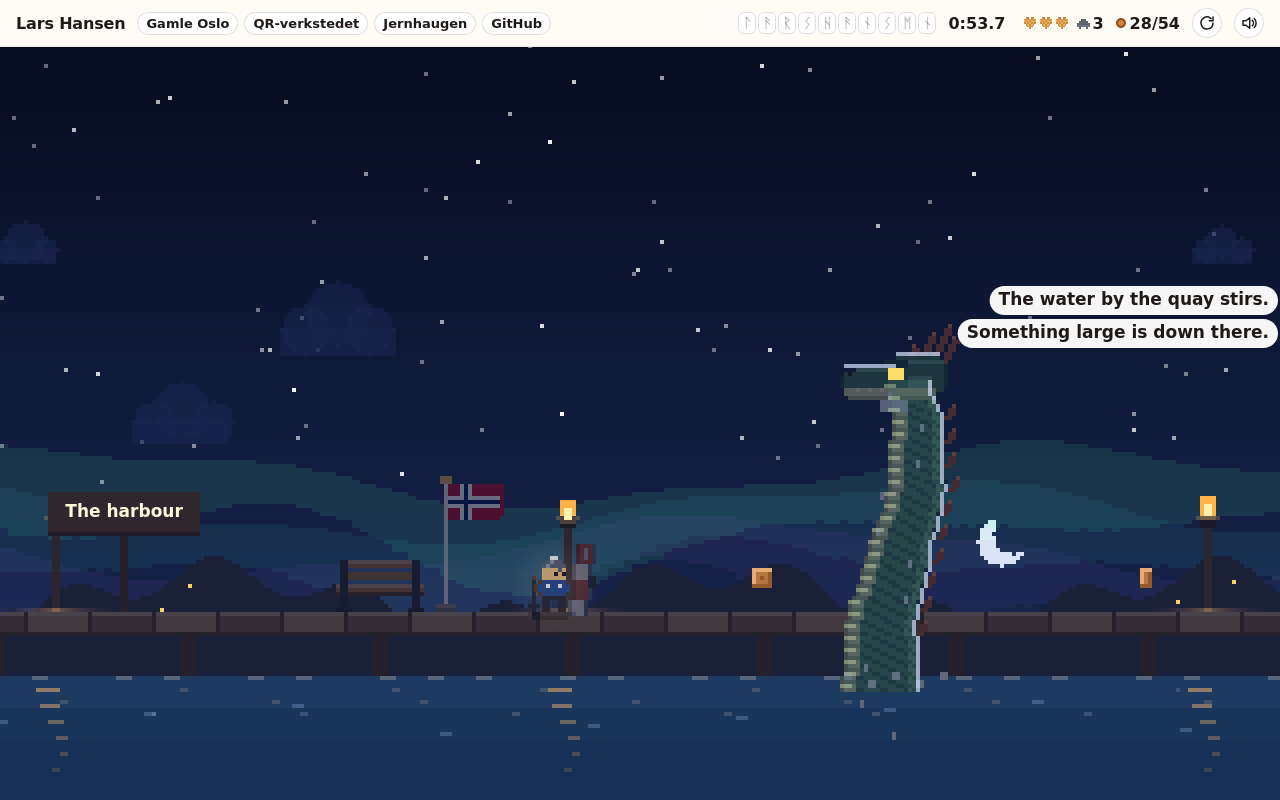 Lars Hansen Gamle Oslo QR-verkstedet Jernhaugen GitHub ᛚᚨᚱᛊᚺᚨᚾᛊᛖᚾ 0:53.7 3 28/54
The water by the quay stirs.
Something large is down there.
The harbour